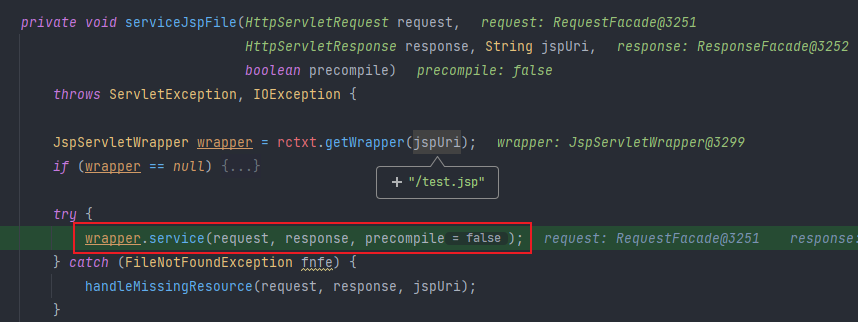 private void serviceJspFile(HttpServletRequest request,   request: RequestFacade@3251
                            HttpServletResponse response, String jspUri,   response: ResponseFacade@3252
                            boolean precompile)   precompile: false
    throws ServletException, IOException {
    JspServletWrapper wrapper = rctxt.getWrapper(jspUri);   wrapper: JspServletWrapper@3299
    if (wrapper == null) {...}
+ "/test.jsp"
    try {
        wrapper.service(request, response, precompile = false );   request: RequestFacade@3251   response:
    } catch (FileNotFoundException fnfe) {
        handleMissingResource(request, response, jspUri);
    }